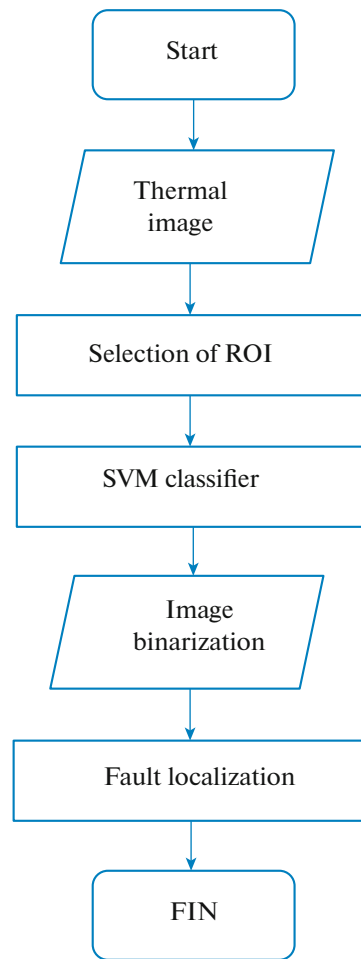 Start
Thermal
image
Selection of ROI
SVM classifier
Image
binarization
Fault localization
FIN